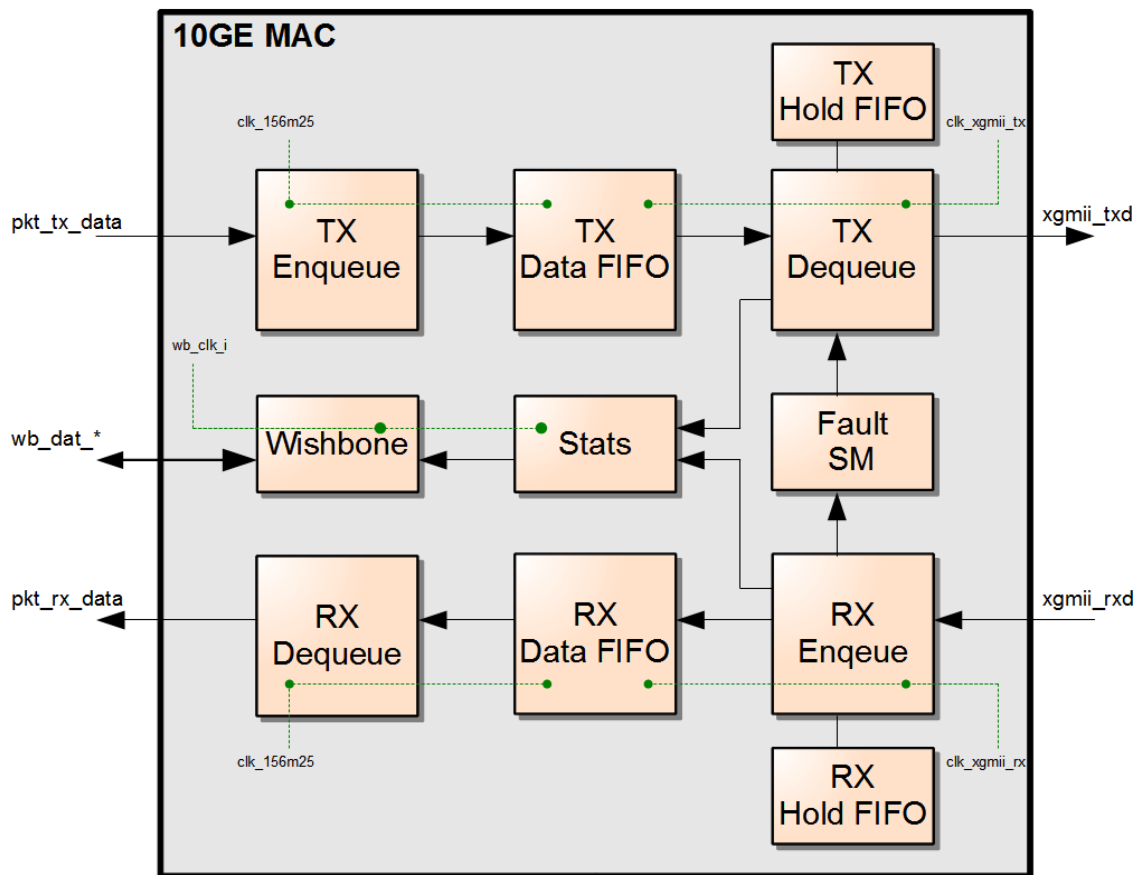 10GE MAC
TX
Hold FIFO
clk_156m25
clk_xgmii_tx
pkt_tx_data
TX
Enqueue
TX
Data FIFO
TX
Dequeue
xgmii_txd
wb_clk_i
wb_dat_*
Wishbone
Stats
Fault
SM
pkt_rx_data
RX
Dequeue
RX
Data FIFO
RX
Enqeue
xgmii_rxd
clk_156m25
clk_xgmii_rx
RX
Hold FIFO